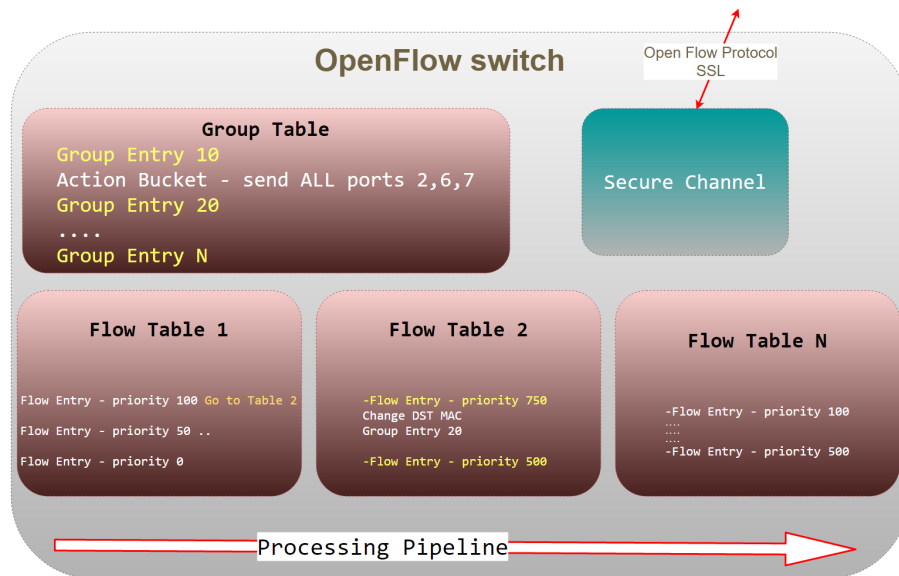 OpenFlow switch
Open Flow Protocol
SSL
Group Table
Group Entry 10
Action Bucket - send ALL ports 2,6,7
Group Entry 20
....
Group Entry N
Secure Channel
Flow Table 1
Flow Entry - priority 100 Go to Table 2
Flow Entry - priority 50 ..
Flow Entry - priority 0
Flow Table 2
-Flow Entry - priority 750
Change DST MAC
Group Entry 20
-Flow Entry - priority 500
Flow Table N
-Flow Entry - priority 100
....
....
....
-Flow Entry - priority 500
Processing Pipeline